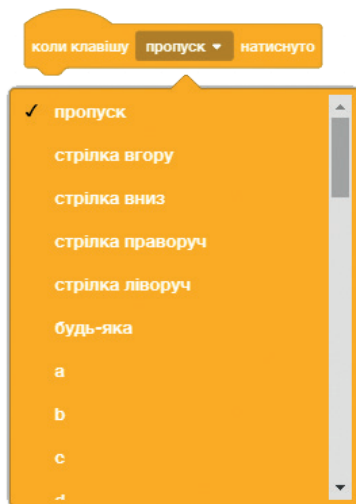 коли клавішу пропуск натиснуто
✓ пропуск
стрілка вгору
стрілка вниз
стрілка праворуч
стрілка ліворуч
будь-яка
a
b
c
d